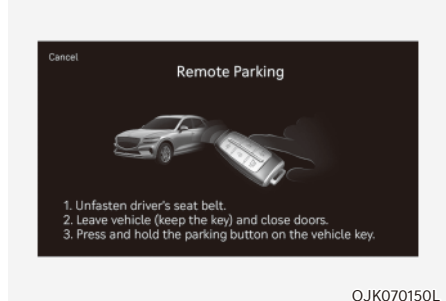 Cancel
Remote Parking
1. Unfasten driver's seat belt.
2. Leave vehicle (keep the key) and close doors.
3. Press and hold the parking button on the vehicle key.
OJK070150L